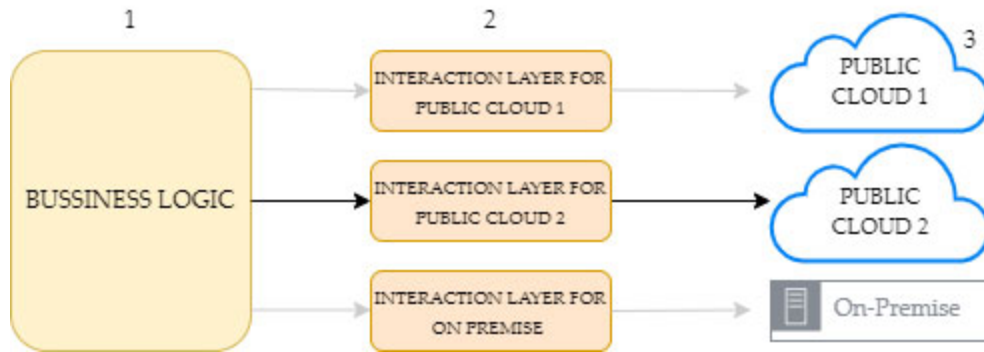 1
2
3
BUSSINESS LOGIC
INTERACTION LAYER FOR
PUBLIC CLOUD 1
PUBLIC
CLOUD 1
INTERACTION LAYER FOR
PUBLIC CLOUD 2
PUBLIC
CLOUD 2
INTERACTION LAYER FOR
ON PREMISE
On-Premise